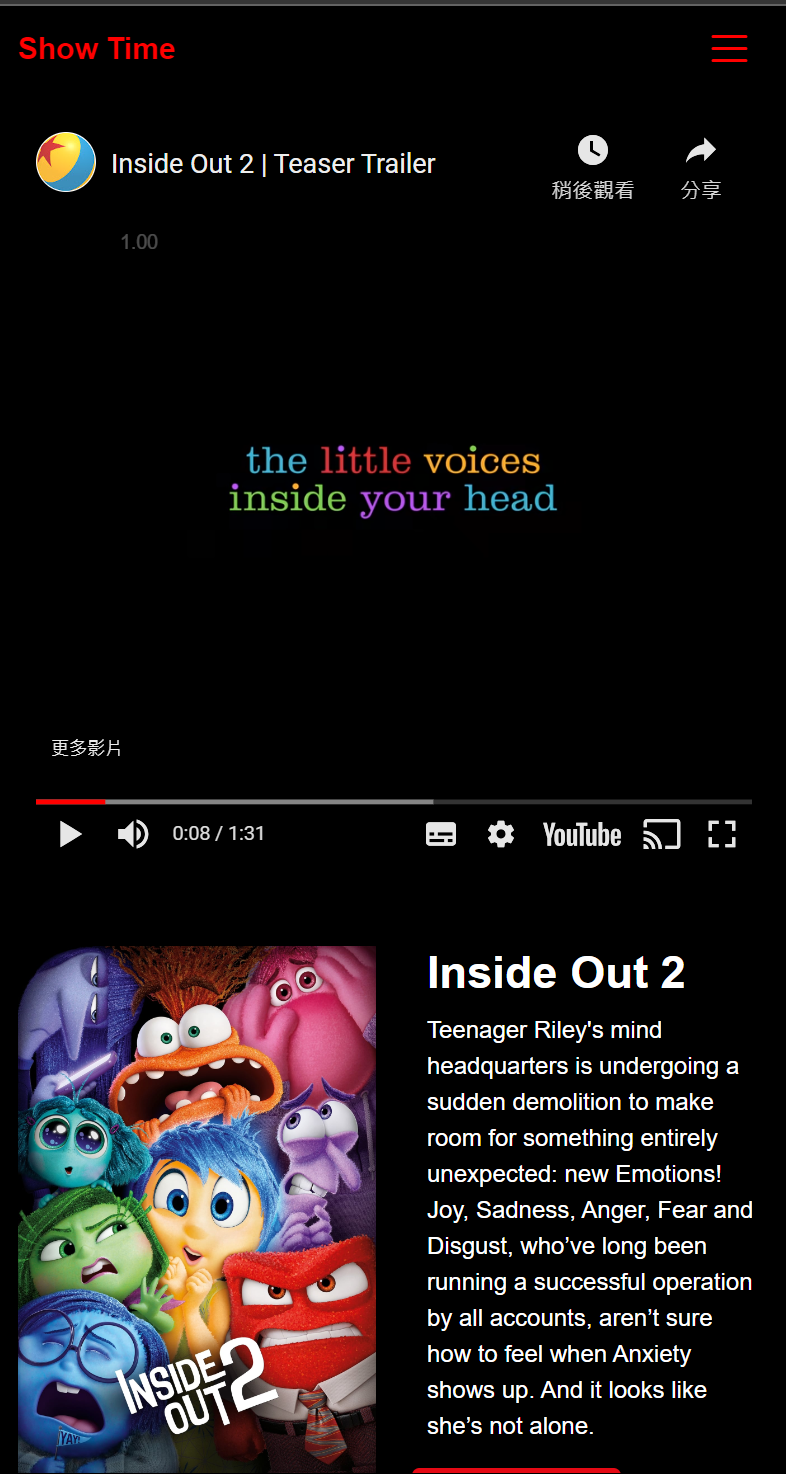 Show Time
Inside Out 2 | Teaser Trailer
稍後觀看
分享
1.00
the little voices
inside your head
更多影片
0:08 / 1:31
YouTube
INSIDE
OUT 2
YAY!
Inside Out 2
Teenager Riley's mind
headquarters is undergoing a
sudden demolition to make
room for something entirely
unexpected: new Emotions!
Joy, Sadness, Anger, Fear and
Disgust, who’ve long been
running a successful operation
by all accounts, aren’t sure
how to feel when Anxiety
shows up. And it looks like
she’s not alone.